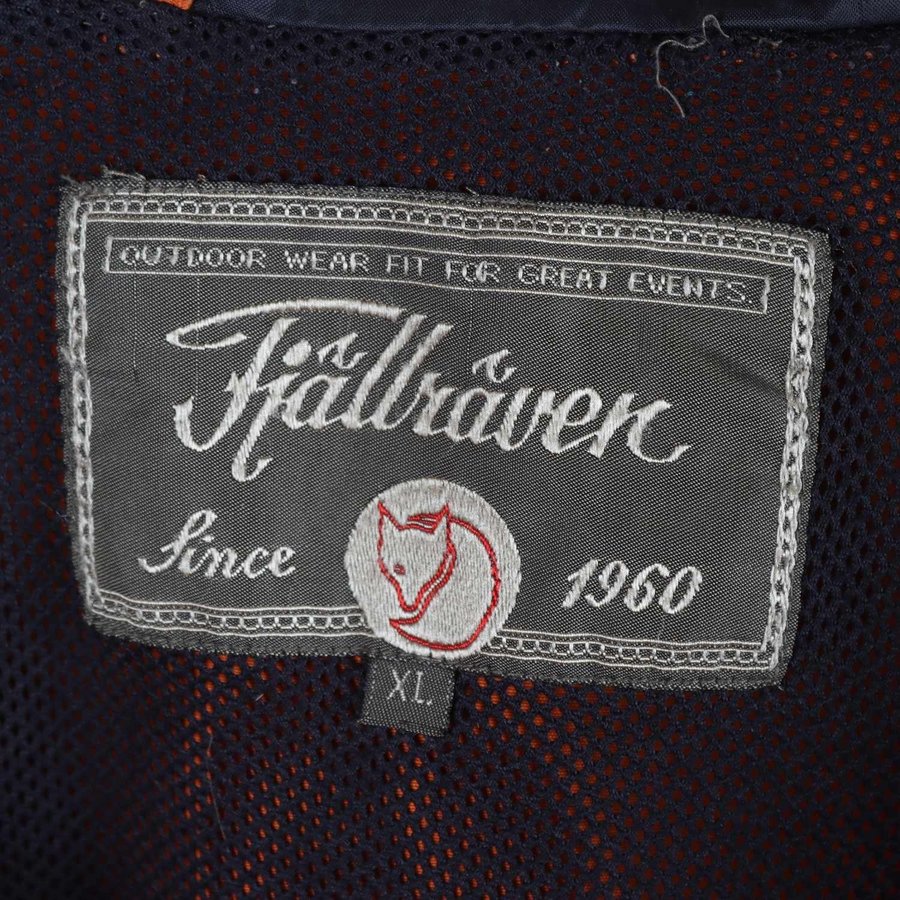 OUTDOOR WEAR FIT FOR GREAT EVENTS.
Fjällräven
Since 1960
XL.